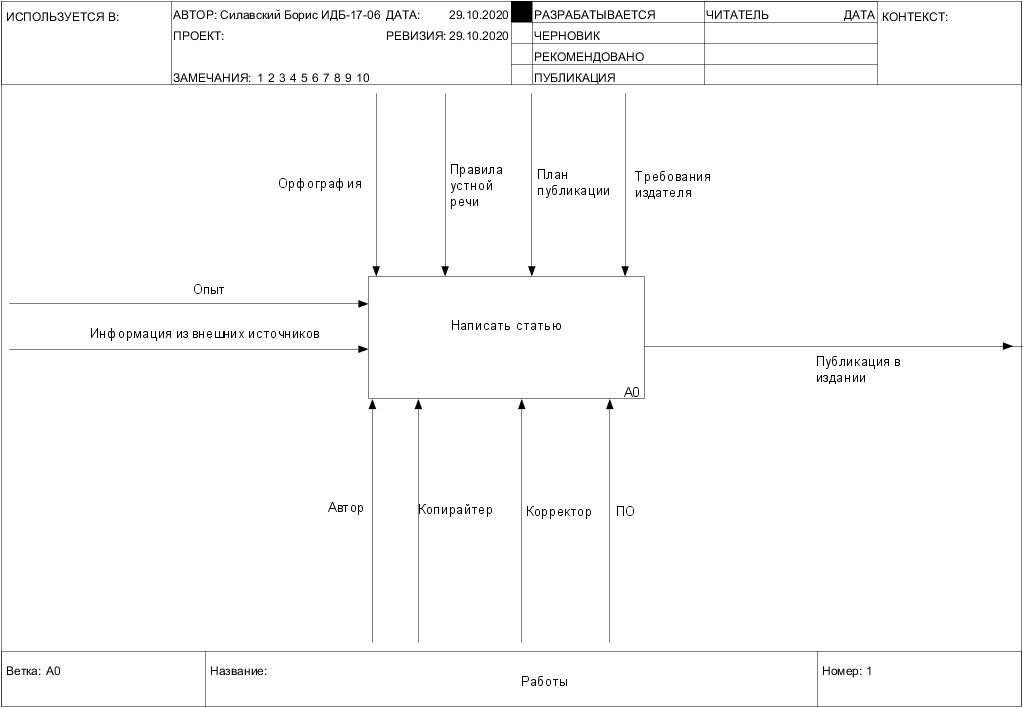 ИСПОЛЬЗУЕТСЯ В:
АВТОР: Силавский Борис ИДБ-17-06 ДАТА: 29.10.2020
ПРОЕКТ: РЕВИЗИЯ: 29.10.2020
ЗАМЕЧАНИЯ: 1 2 3 4 5 6 7 8 9 10
РАЗРАБАТЫВАЕТСЯ
ЧЕРНОВИК
РЕКОМЕНДОВАНО
ПУБЛИКАЦИЯ
ЧИТАТЕЛЬ ДАТА
КОНТЕКСТ:
Орфография
Правила
устной
речи
План
публикации
Требования
издателя
Опыт
Информация из внешних источников
Написать статью
A0
Публикация в
издании
Автор
Копирайтер
Корректор
ПО
Ветка: A0
Название:
Работы
Номер: 1